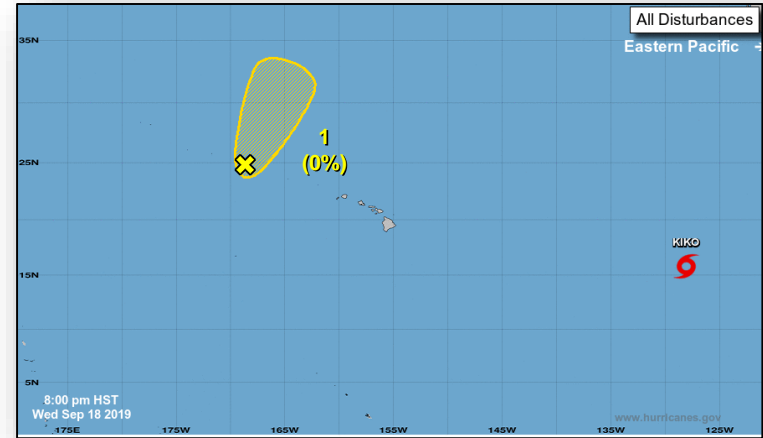 All Disturbances
35N
Eastern Pacific
1
25N
(0%)
KIKO
15N
5N
8:00 pm HST
Wed Sep 18 2019
www.hurricanes.gov
175E 175W 165W 155W 145W 135W 125W